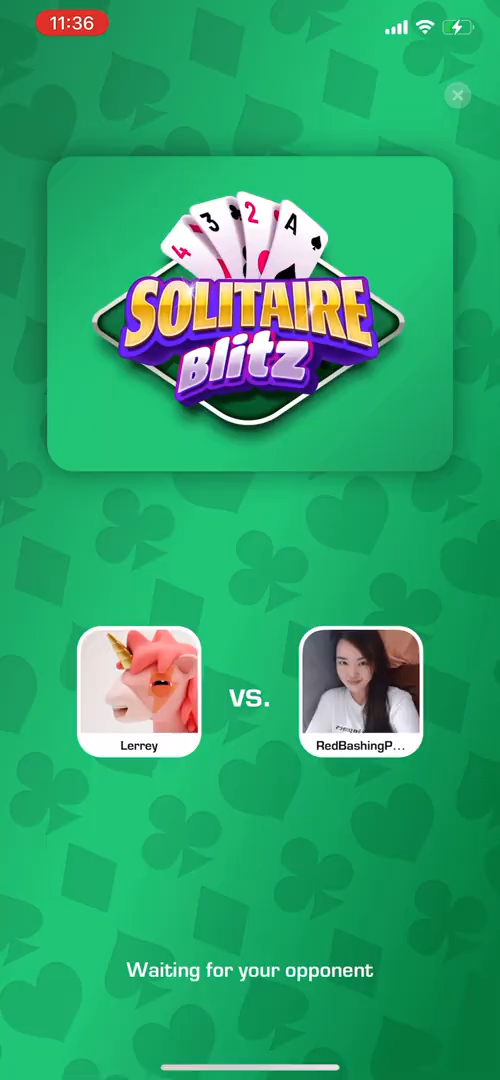 11:36
4 3 2 A
SOLITAIRE
Blitz
VS.
Lerrey
RedBashingP...
Waiting for your opponent